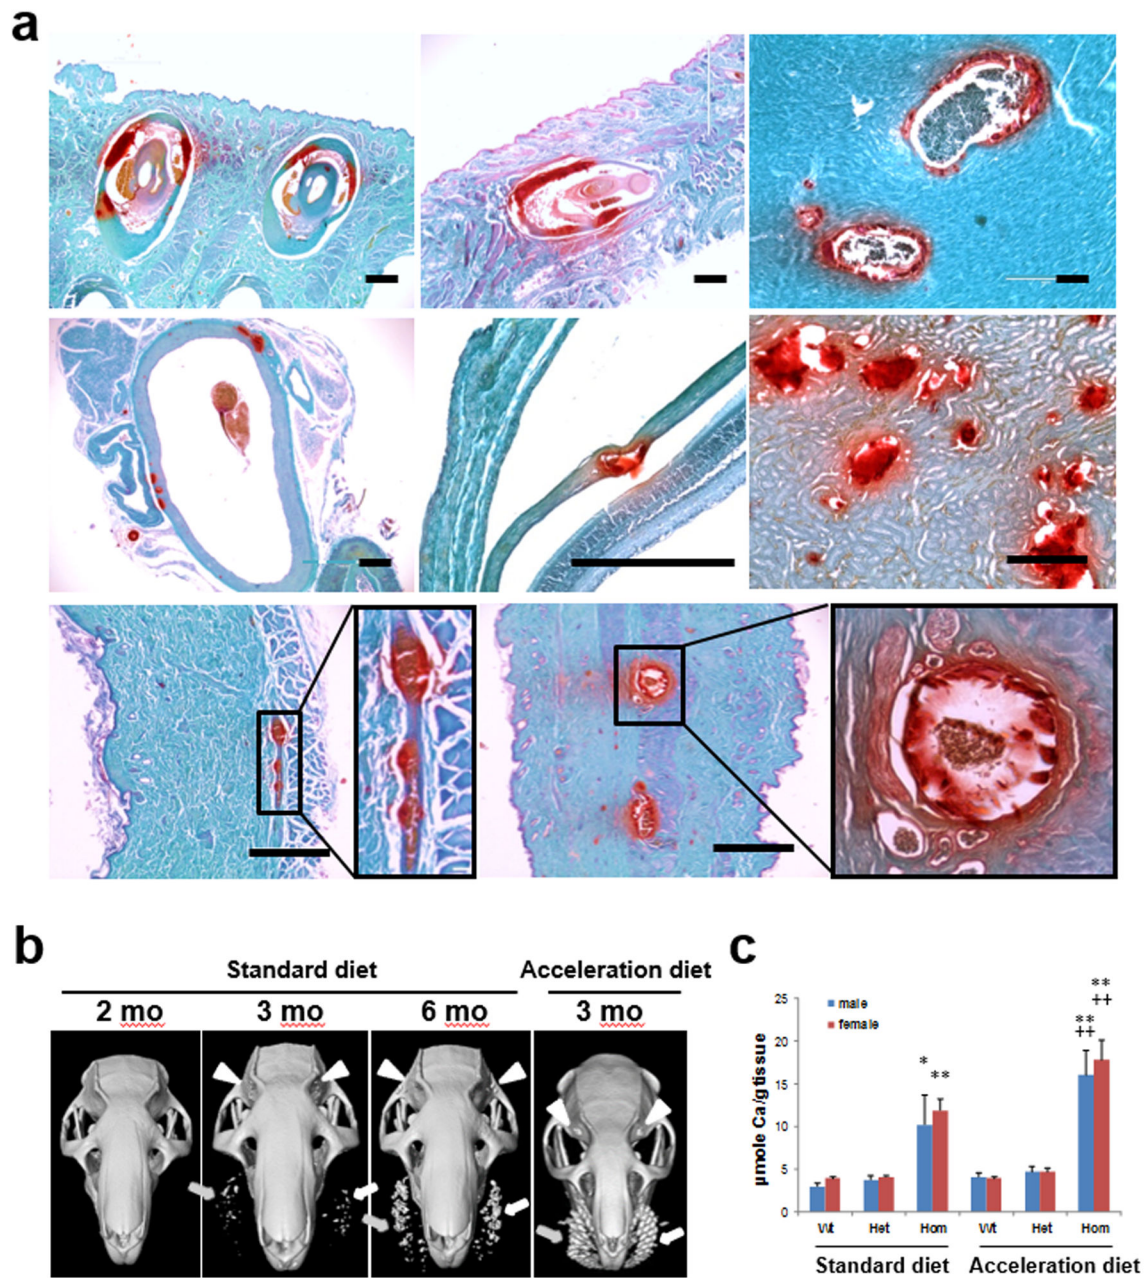 a
b
Standard diet Acceleration diet
2 mo 3 mo 6 mo 3 mo
c
µmole Ca/gtissue
25
20
15
10
5
0
male
female
*
**
**
++
**
++
Wt Het Hom Wt Het Hom
Standard diet Acceleration diet